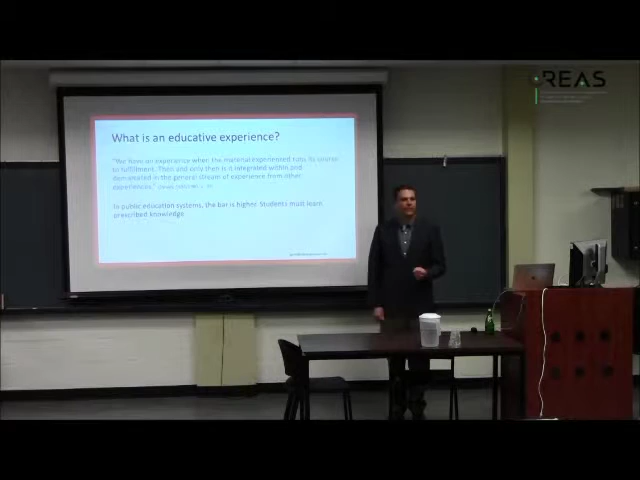 REAS
What is an educative experience?
"We have an experience when the material experienced runs its course
to fulfillment. Then and only then is it integrated within and
demarcated in the general stream of experience from other
experiences."
In public education systems, the bar is higher. Students must learn
prescribed knowledge